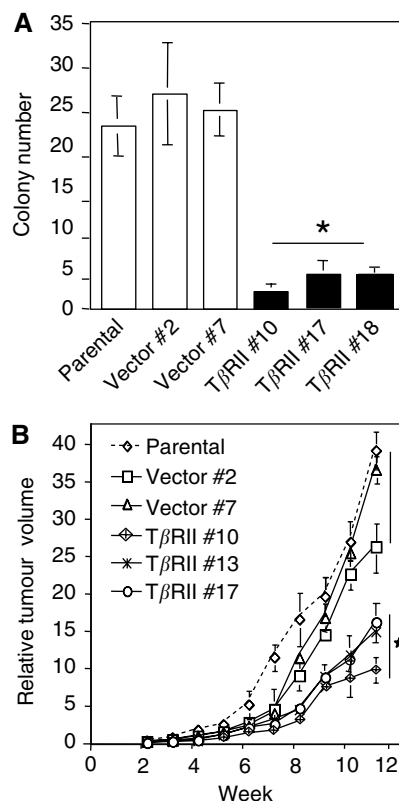 A
Colony number
35
30
25
20
15
10
5
0
*
Parental
Vector #2
Vector #7
TβRII #10
TβRII #17
TβRII #18
B
Relative tumour volume
40
35
30
25
20
15
10
5
0
Parental
Vector #2
Vector #7
TβRII #10
TβRII #13
TβRII #17
*
0 2 4 6 8 10 12
Week